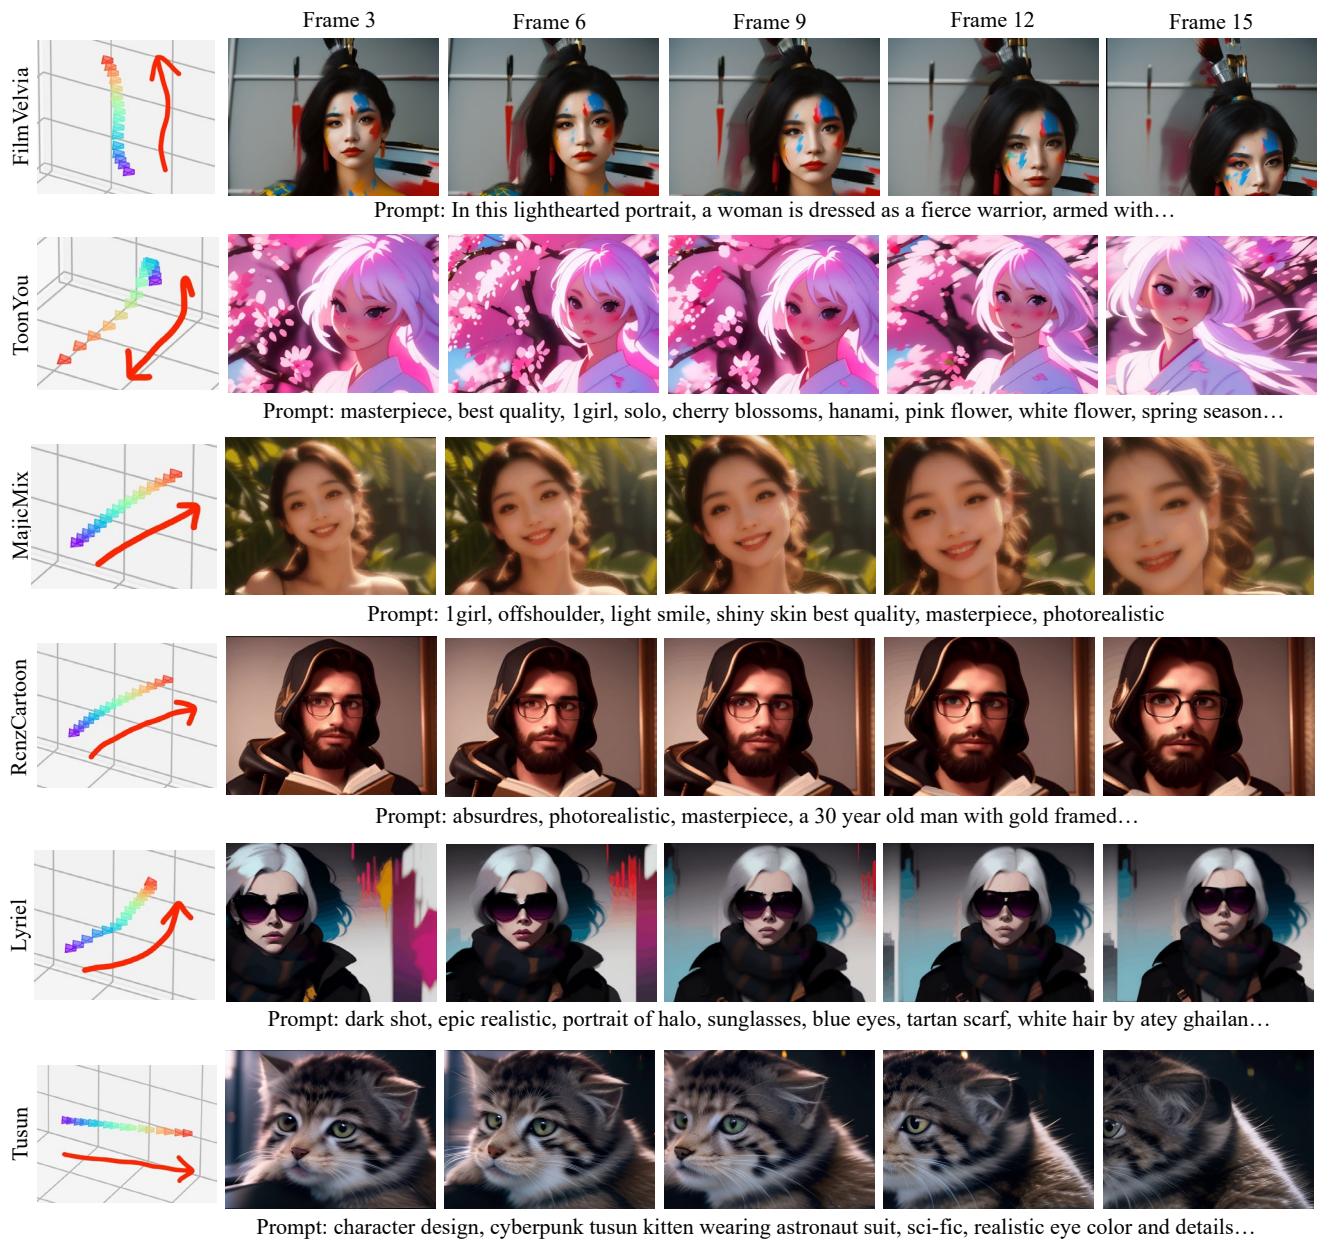 Frame 3 Frame 6 Frame 9 Frame 12 Frame 15
FilmVelvia
Prompt: In this lighthearted portrait, a woman is dressed as a fierce warrior, armed with…
ToonYou
Prompt: masterpiece, best quality, 1girl, solo, cherry blossoms, hanami, pink flower, white flower, spring season…
MajicMix
Prompt: 1girl, offshoulder, light smile, shiny skin best quality, masterpiece, photorealistic
RcnzCartoon
Prompt: absurdres, photorealistic, masterpiece, a 30 year old man with gold framed…
Lyriel
Prompt: dark shot, epic realistic, portrait of halo, sunglasses, blue eyes, tartan scarf, white hair by atey ghailan…
Tusun
Prompt: character design, cyberpunk tusun kitten wearing astronaut suit, sci-fic, realistic eye color and details…